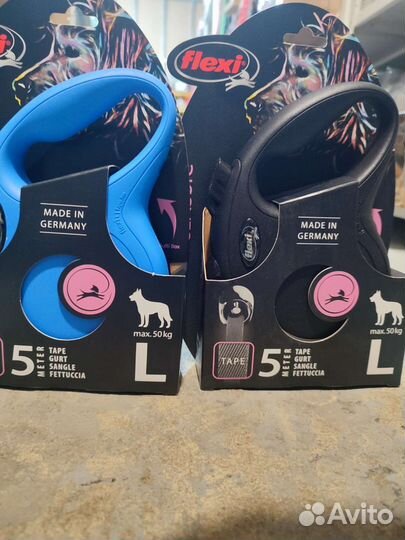 flexi
MADE IN
GERMANY
max. 50 kg
5 METER
TAPE
GURT
SANGLE
FETTUCCIA
L
flexi
MADE IN
GERMANY
max. 50 kg
TAPE
5 METER
TAPE
GURT
SANGLE
FETTUCCIA
L
Avito